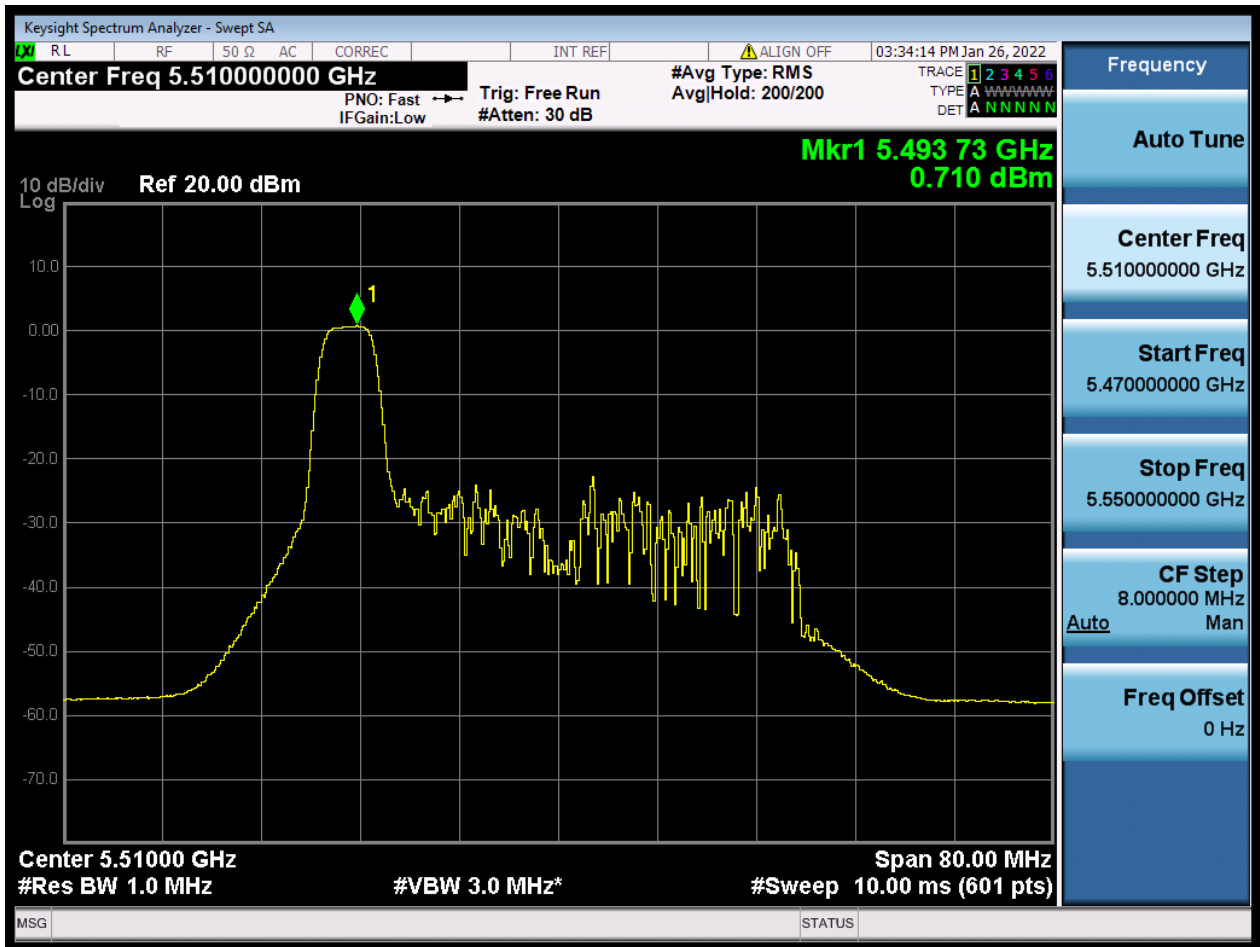 Keysight Spectrum Analyzer - Swept SA
LXI RL RF 50 Ω AC CORREC INT REF ALIGN OFF 03:34:14 PM Jan 26, 2022
Center Freq 5.510000000 GHz
PNO: Fast
IFGain:Low
Trig: Free Run
#Atten: 30 dB
#Avg Type: RMS
Avg|Hold: 200/200
TRACE 1 2 3 4 5 6
TYPE A WWWWW
DET A N N N N N
Mkr1 5.493 73 GHz
0.710 dBm
10 dB/div Ref 20.00 dBm
Log
10.0
0.00
-10.0
-20.0
-30.0
-40.0
-50.0
-60.0
-70.0
1
Center 5.51000 GHz Span 80.00 MHz
#Res BW 1.0 MHz #VBW 3.0 MHz* #Sweep 10.00 ms (601 pts)
MSG STATUS
Frequency
Auto Tune
Center Freq
5.510000000 GHz
Start Freq
5.470000000 GHz
Stop Freq
5.550000000 GHz
CF Step
8.000000 MHz
Auto Man
Freq Offset
0 Hz